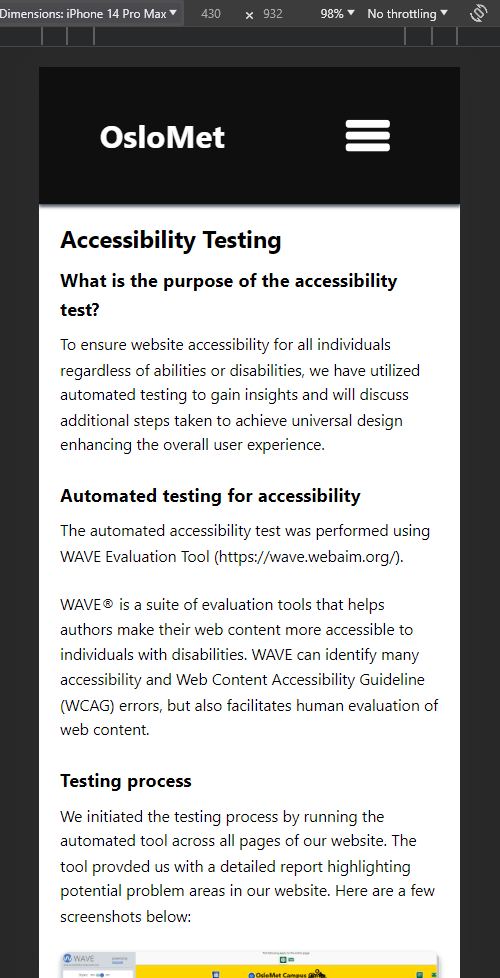 Dimensions: iPhone 14 Pro Max ▼ 430 × 932 98% ▼ No throttling ▼
OsloMet
Accessibility Testing
What is the purpose of the accessibility
test?
To ensure website accessibility for all individuals
regardless of abilities or disabilities, we have utilized
automated testing to gain insights and will discuss
additional steps taken to achieve universal design
enhancing the overall user experience.
Automated testing for accessibility
The automated accessibility test was performed using
WAVE Evaluation Tool (https://wave.webaim.org/).
WAVE® is a suite of evaluation tools that helps
authors make their web content more accessible to
individuals with disabilities. WAVE can identify many
accessibility and Web Content Accessibility Guideline
(WCAG) errors, but also facilitates human evaluation of
web content.
Testing process
We initiated the testing process by running the
automated tool across all pages of our website. The
tool provded us with a detailed report highlighting
potential problem areas in our website. Here are a few
screenshots below:
WAVE
OsloMet Campus